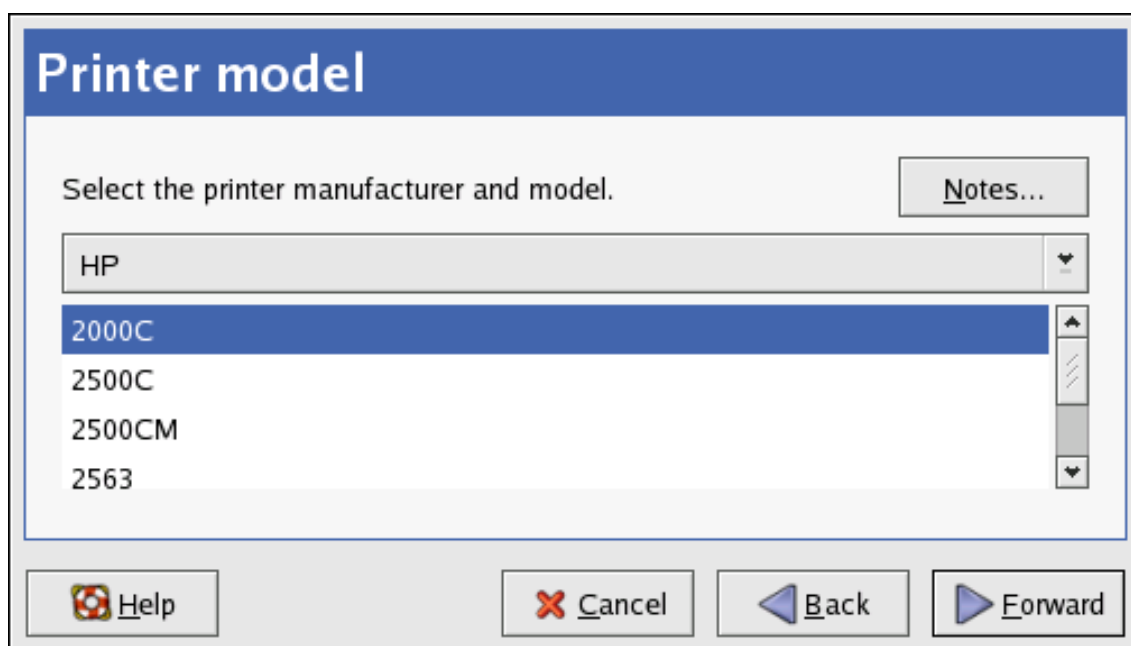 Printer model
Select the printer manufacturer and model.
Notes...
HP
2000C
2500C
2500CM
2563
Help
Cancel
Back
Forward